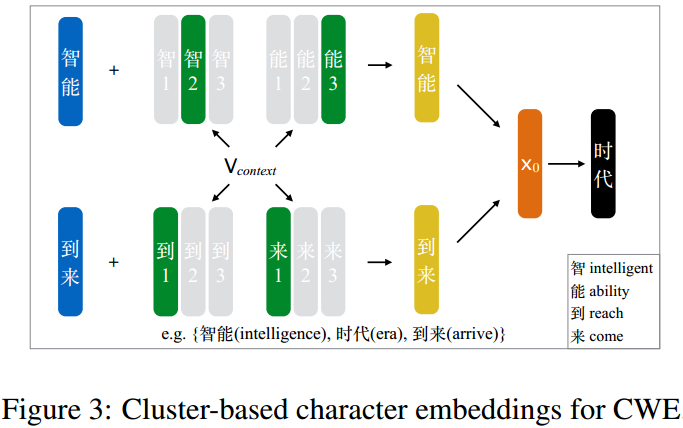 智能 + 智1 智2 智3 能1 能2 能3 智能
x₀ 时代
Vcontext
到来 + 到1 到2 到3 来1 来2 来3 到来
智 intelligent
能 ability
到 reach
来 come
e.g. {智能(intelligence), 时代(era), 到来(arrive)}
Figure 3: Cluster-based character embeddings for CWE